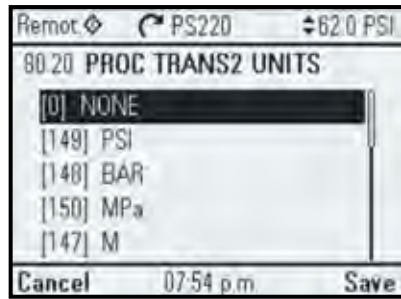 Remot. PS220 62.0 PSI
80.20 PROC TRANS2 UNITS
[0] NONE
[149] PSI
[148] BAR
[150] MPa
[147] M
Cancel 07:54 p.m Save